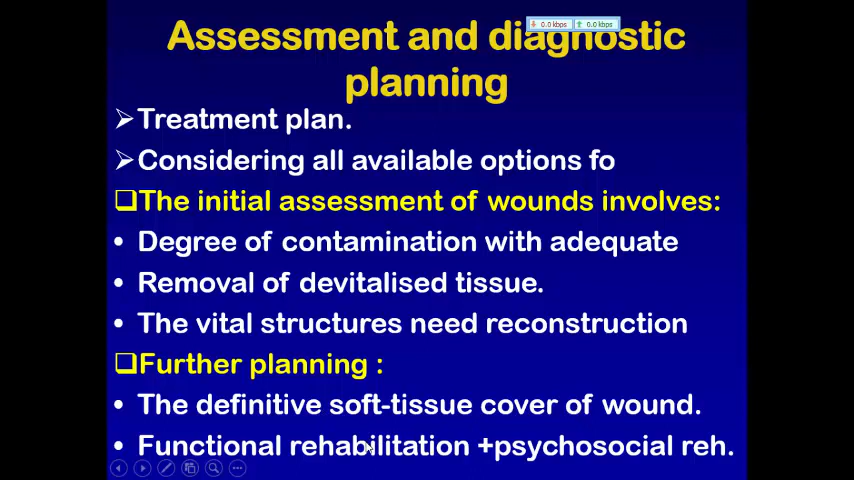 0.0 kbps 0.0 kbps
Assessment and diagnostic
planning
Treatment plan.
Considering all available options fo
The initial assessment of wounds involves:
• Degree of contamination with adequate
• Removal of devitalised tissue.
• The vital structures need reconstruction
Further planning :
• The definitive soft-tissue cover of wound.
• Functional rehabilitation +psychosocial reh.